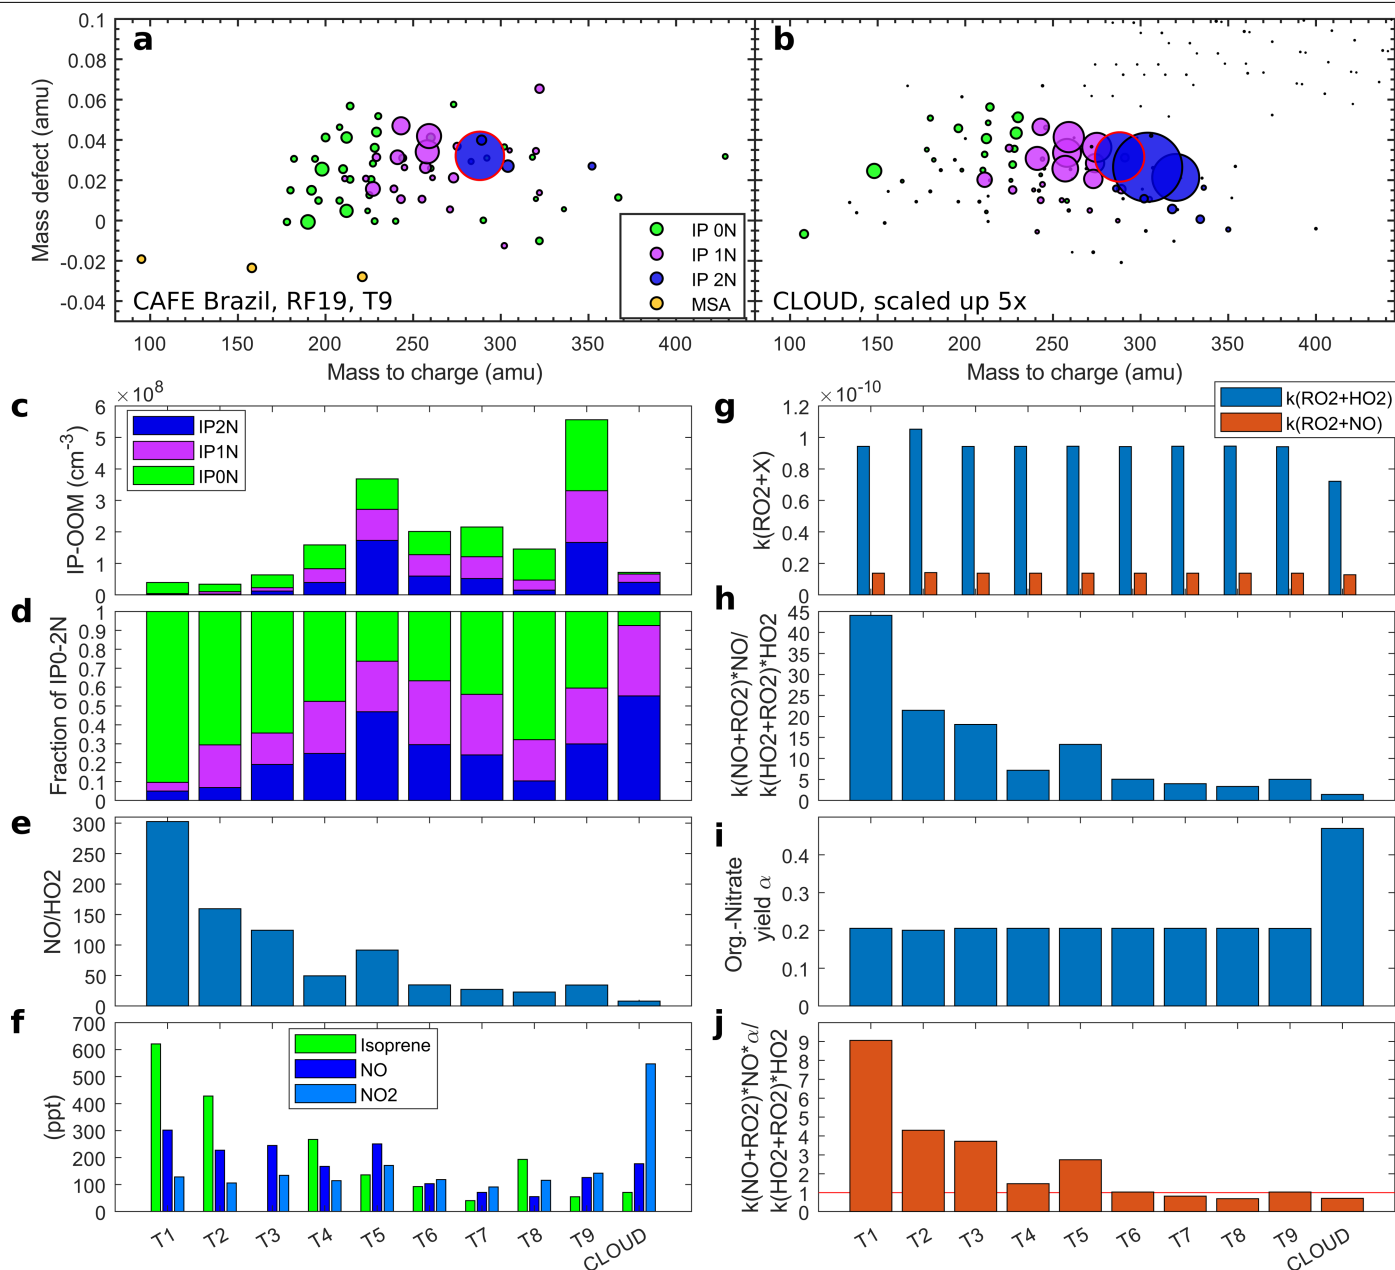 a
0.1
0.08
0.06
0.04
0.02
0
-0.02
-0.04
Mass defect (amu)
IP 0N
IP 1N
IP 2N
MSA
CAFE Brazil, RF19, T9
100 150 200 250 300 350 400
Mass to charge (amu)
b
CLOUD, scaled up 5x
100 150 200 250 300 350 400
Mass to charge (amu)
c
×10^8
6
5
4
3
2
1
0
IP-OOM (cm^-3)
IP2N
IP1N
IP0N
d
1
0.9
0.8
0.7
0.6
0.5
0.4
0.3
0.2
0.1
0
Fraction of IP0-2N
e
300
250
200
150
100
50
0
NO/HO2
f
700
600
500
400
300
200
100
0
(ppt)
Isoprene
NO
NO2
T1 T2 T3 T4 T5 T6 T7 T8 T9 CLOUD
g
×10^-10
1.2
1
0.8
0.6
0.4
0.2
0
k(RO2+X)
k(RO2+HO2)
k(RO2+NO)
h
45
40
35
30
25
20
15
10
5
0
k(NO+RO2)*NO/
k(HO2+RO2)*HO2
i
0.4
0.3
0.2
0.1
0
Org.-Nitrate
yield α
j
9
8
7
6
5
4
3
2
1
0
k(NO+RO2)*NO*α/
k(HO2+RO2)*HO2
T1 T2 T3 T4 T5 T6 T7 T8 T9 CLOUD